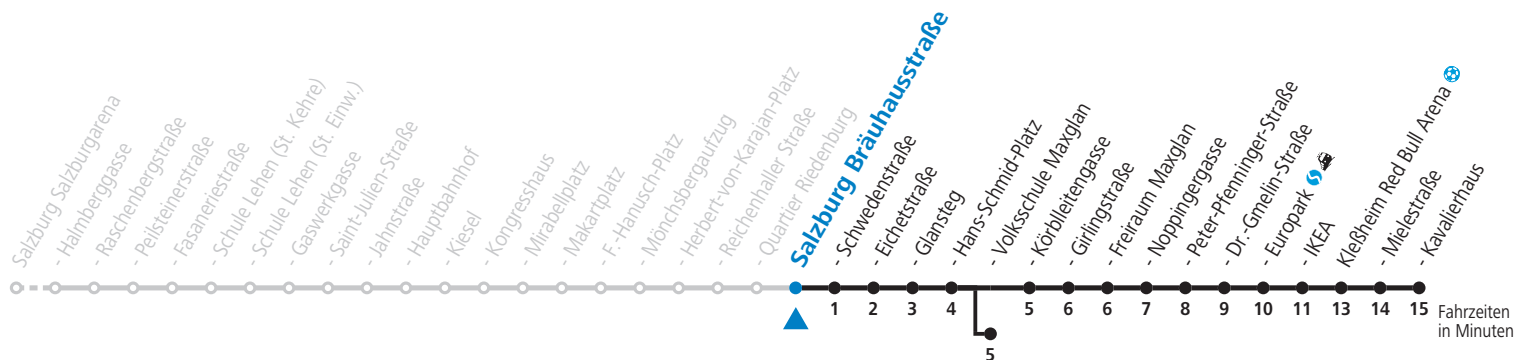 Salzburg Salzburgarena
- Halmberggasse
- Raschenbergstraße
- Peilsteinerstraße
- Fasaneriestraße
- Schule Lehen (St. Kehre)
- Schule Lehen (St. Einw.)
- Gaswerkgasse
- Saint-Julien-Straße
- Jahnstraße
- Hauptbahnhof
- Kiesel
- Kongresshaus
- Mirabellplatz
- Makartplatz
- F.-Hanusch-Platz
- Mönchsbergaufzug
- Herbert-von-Karajan-Platz
- Reichenhaller Straße
- Quartier Riedenburg
Salzburg Bräuhausstraße
- Schwedenstraße
- Eichetstraße
- Glansteg
- Hans-Schmid-Platz
- Volksschule Maxglan
- Körblleitengasse
- Girlingstraße
- Freiraum Maxglan
- Noppingergasse
- Peter-Pfenninger-Straße
- Dr.-Gmelin-Straße
- Europark
- IKEA
Kleßheim Red Bull Arena
- Mielestraße
- Kavalierhaus
1 2 3 4 5 6 6 7 8 9 10 11 13 14 15
5
Fahrzeiten
in Minuten